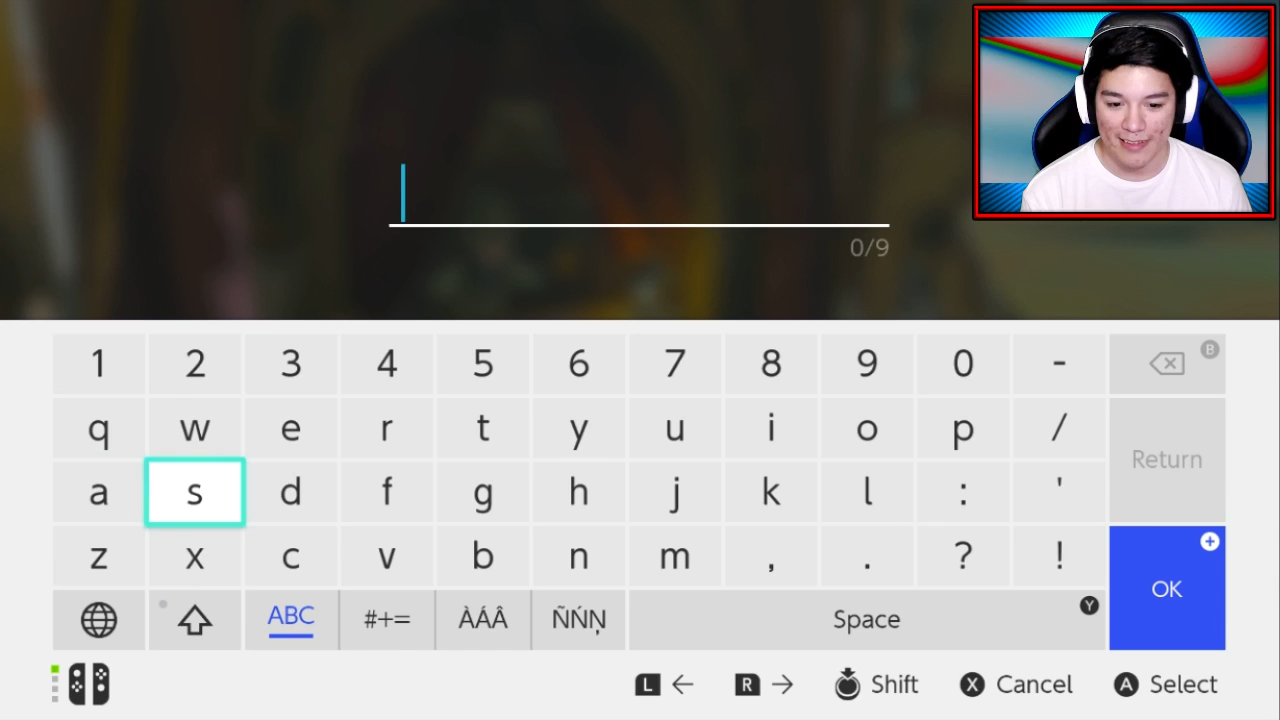 0/9
1 2 3 4 5 6 7 8 9 0 - B
q w e r t y u i o p /
Return
a s d f g h j k l : '
z x c v b n m , . ? ! +
OK
ABC #+= ÀÁÂ ÑŃŅ Space Y
L ← R → Shift X Cancel A Select